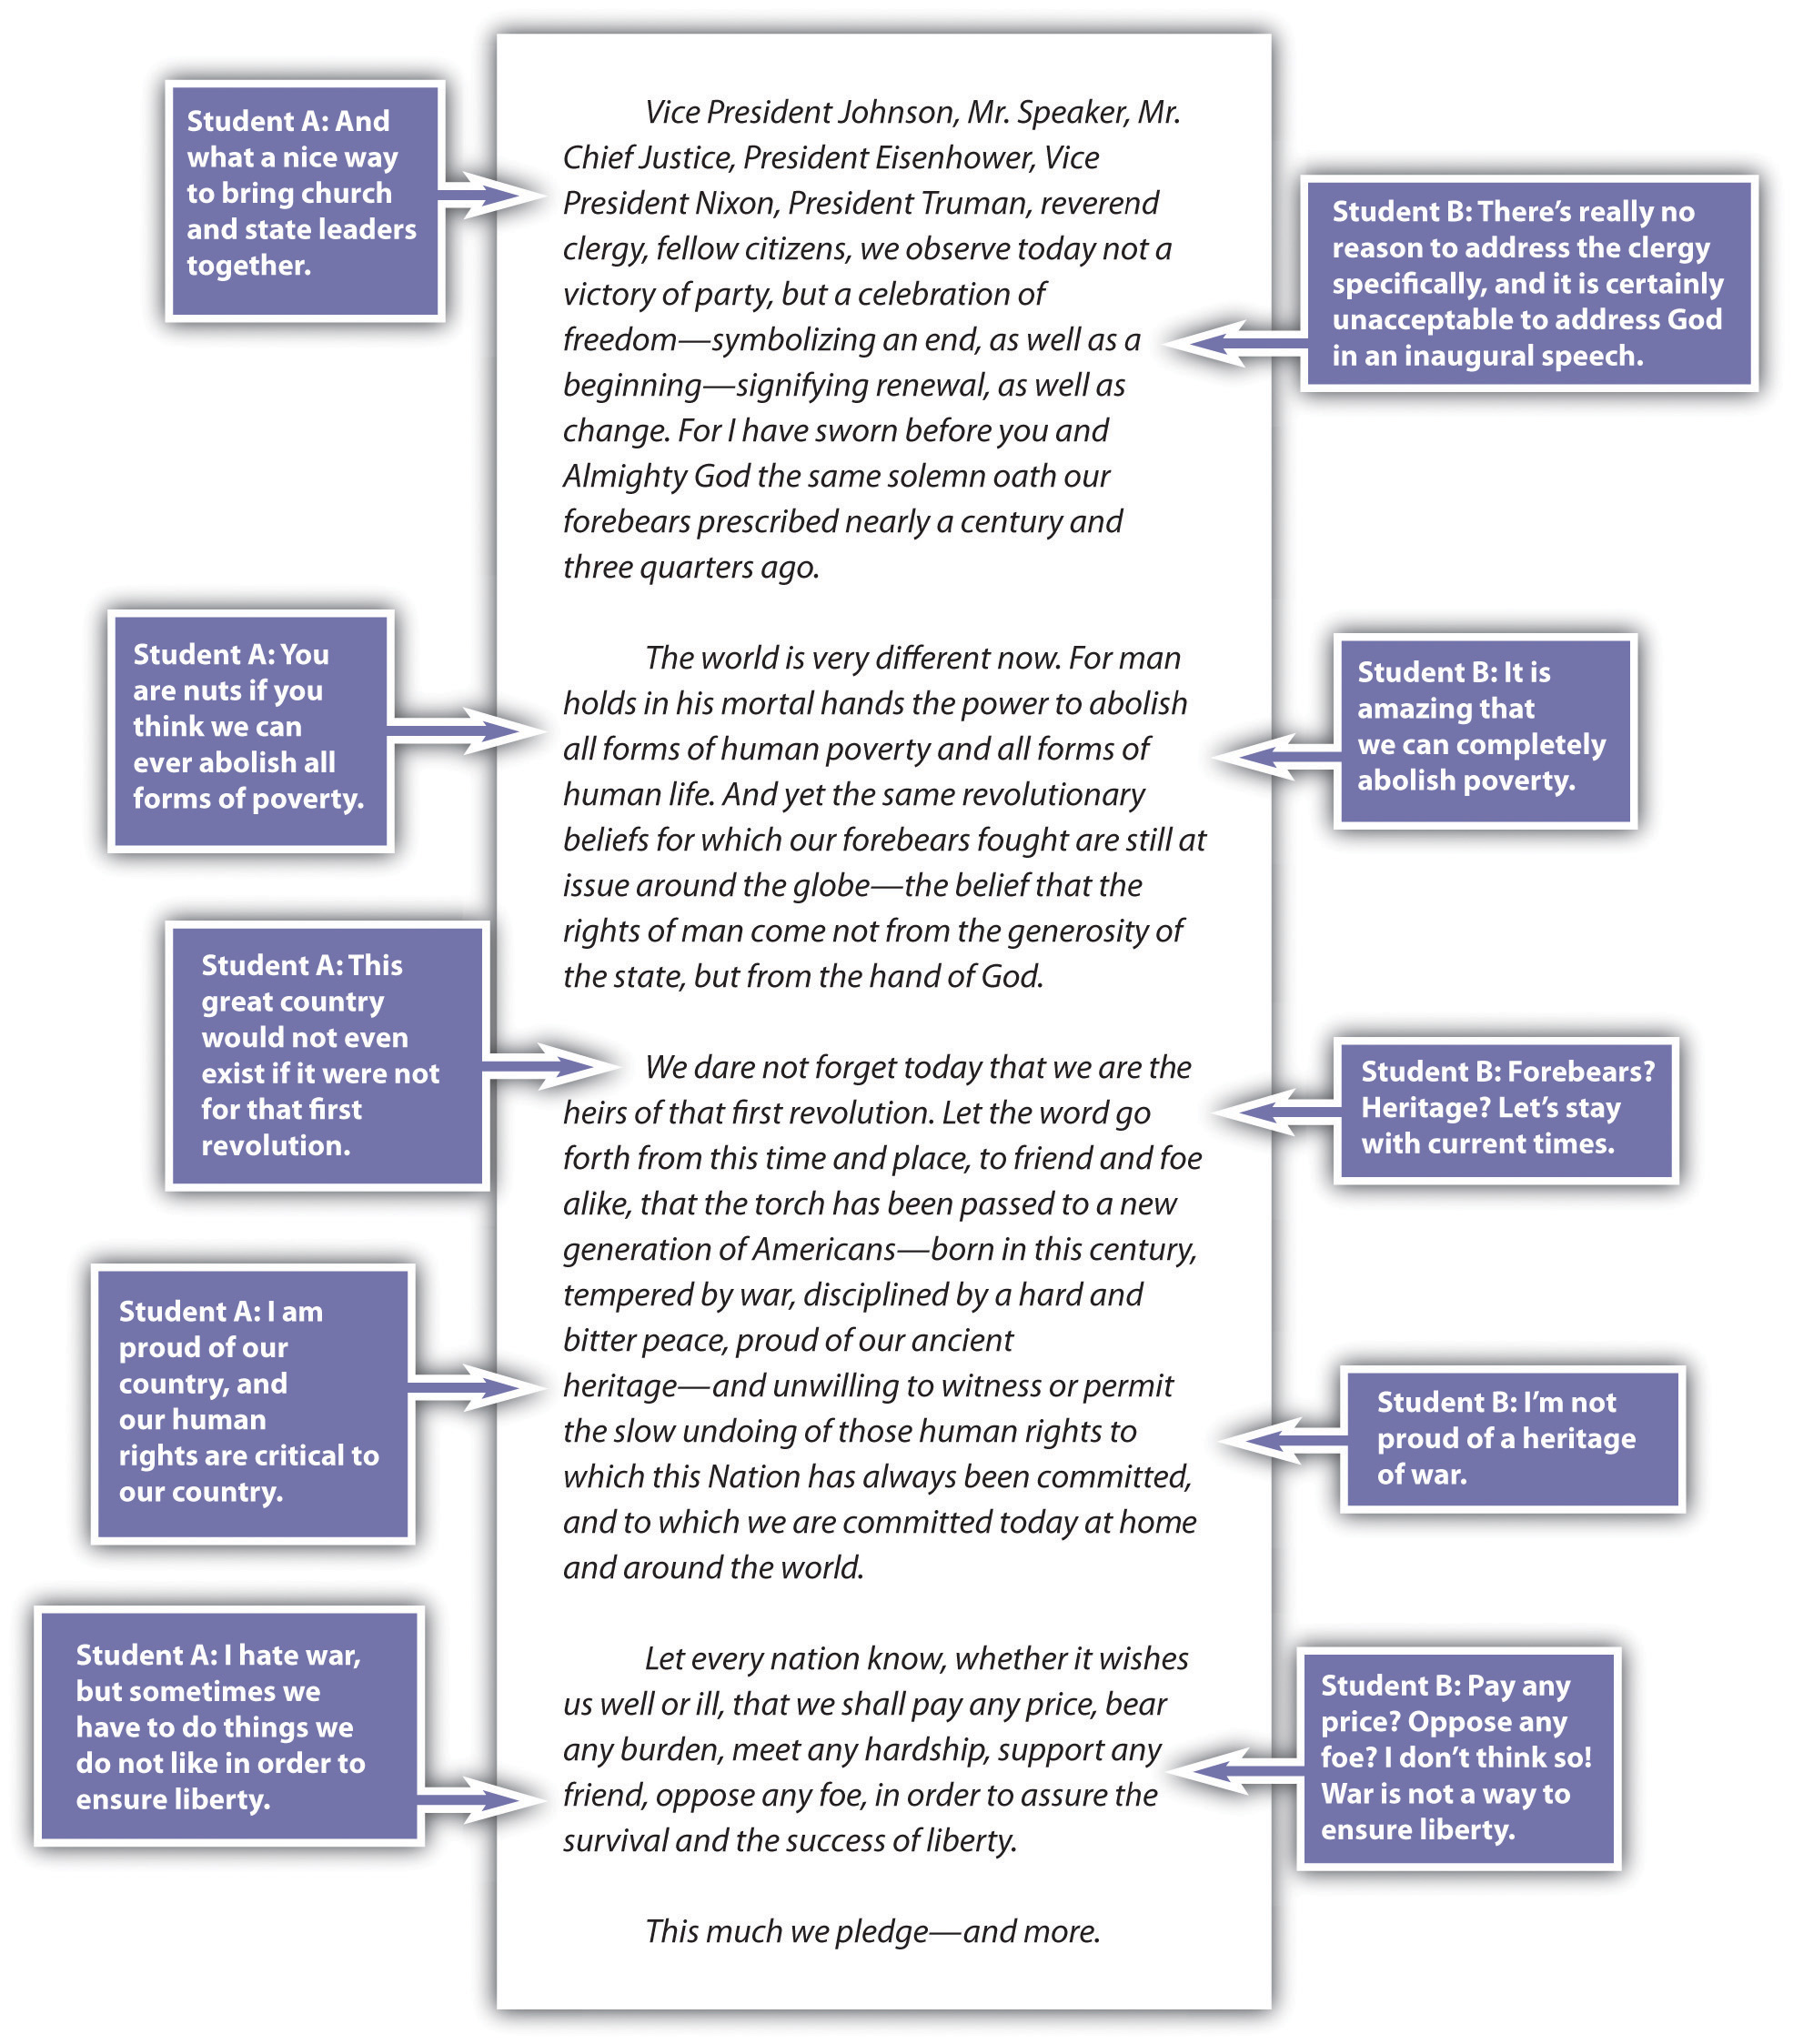 Student A: And
what a nice way
to bring church
and state leaders
together.
Vice President Johnson, Mr. Speaker, Mr.
Chief Justice, President Eisenhower, Vice
President Nixon, President Truman, reverend
clergy, fellow citizens, we observe today not a
victory of party, but a celebration of
freedom—symbolizing an end, as well as a
beginning—signifying renewal, as well as
change. For I have sworn before you and
Almighty God the same solemn oath our
forebears prescribed nearly a century and
three quarters ago.
Student B: There’s really no
reason to address the clergy
specifically, and it is certainly
unacceptable to address God
in an inaugural speech.
Student A: You
are nuts if you
think we can
ever abolish all
forms of poverty.
The world is very different now. For man
holds in his mortal hands the power to abolish
all forms of human poverty and all forms of
human life. And yet the same revolutionary
beliefs for which our forebears fought are still at
issue around the globe—the belief that the
rights of man come not from the generosity of
the state, but from the hand of God.
Student B: It is
amazing that
we can completely
abolish poverty.
Student A: This
great country
would not even
exist if it were not
for that first
revolution.
We dare not forget today that we are the
heirs of that first revolution. Let the word go
forth from this time and place, to friend and foe
alike, that the torch has been passed to a new
generation of Americans—born in this century,
tempered by war, disciplined by a hard and
bitter peace, proud of our ancient
heritage—and unwilling to witness or permit
the slow undoing of those human rights to
which this Nation has always been committed,
and to which we are committed today at home
and around the world.
Student B: Forebears?
Heritage? Let’s stay
with current times.
Student A: I am
proud of our
country, and
our human
rights are critical to
our country.
Student B: I’m not
proud of a heritage
of war.
Student A: I hate war,
but sometimes we
have to do things we
do not like in order to
ensure liberty.
Let every nation know, whether it wishes
us well or ill, that we shall pay any price, bear
any burden, meet any hardship, support any
friend, oppose any foe, in order to assure the
survival and the success of liberty.
Student B: Pay any
price? Oppose any
foe? I don’t think so!
War is not a way to
ensure liberty.
This much we pledge—and more.